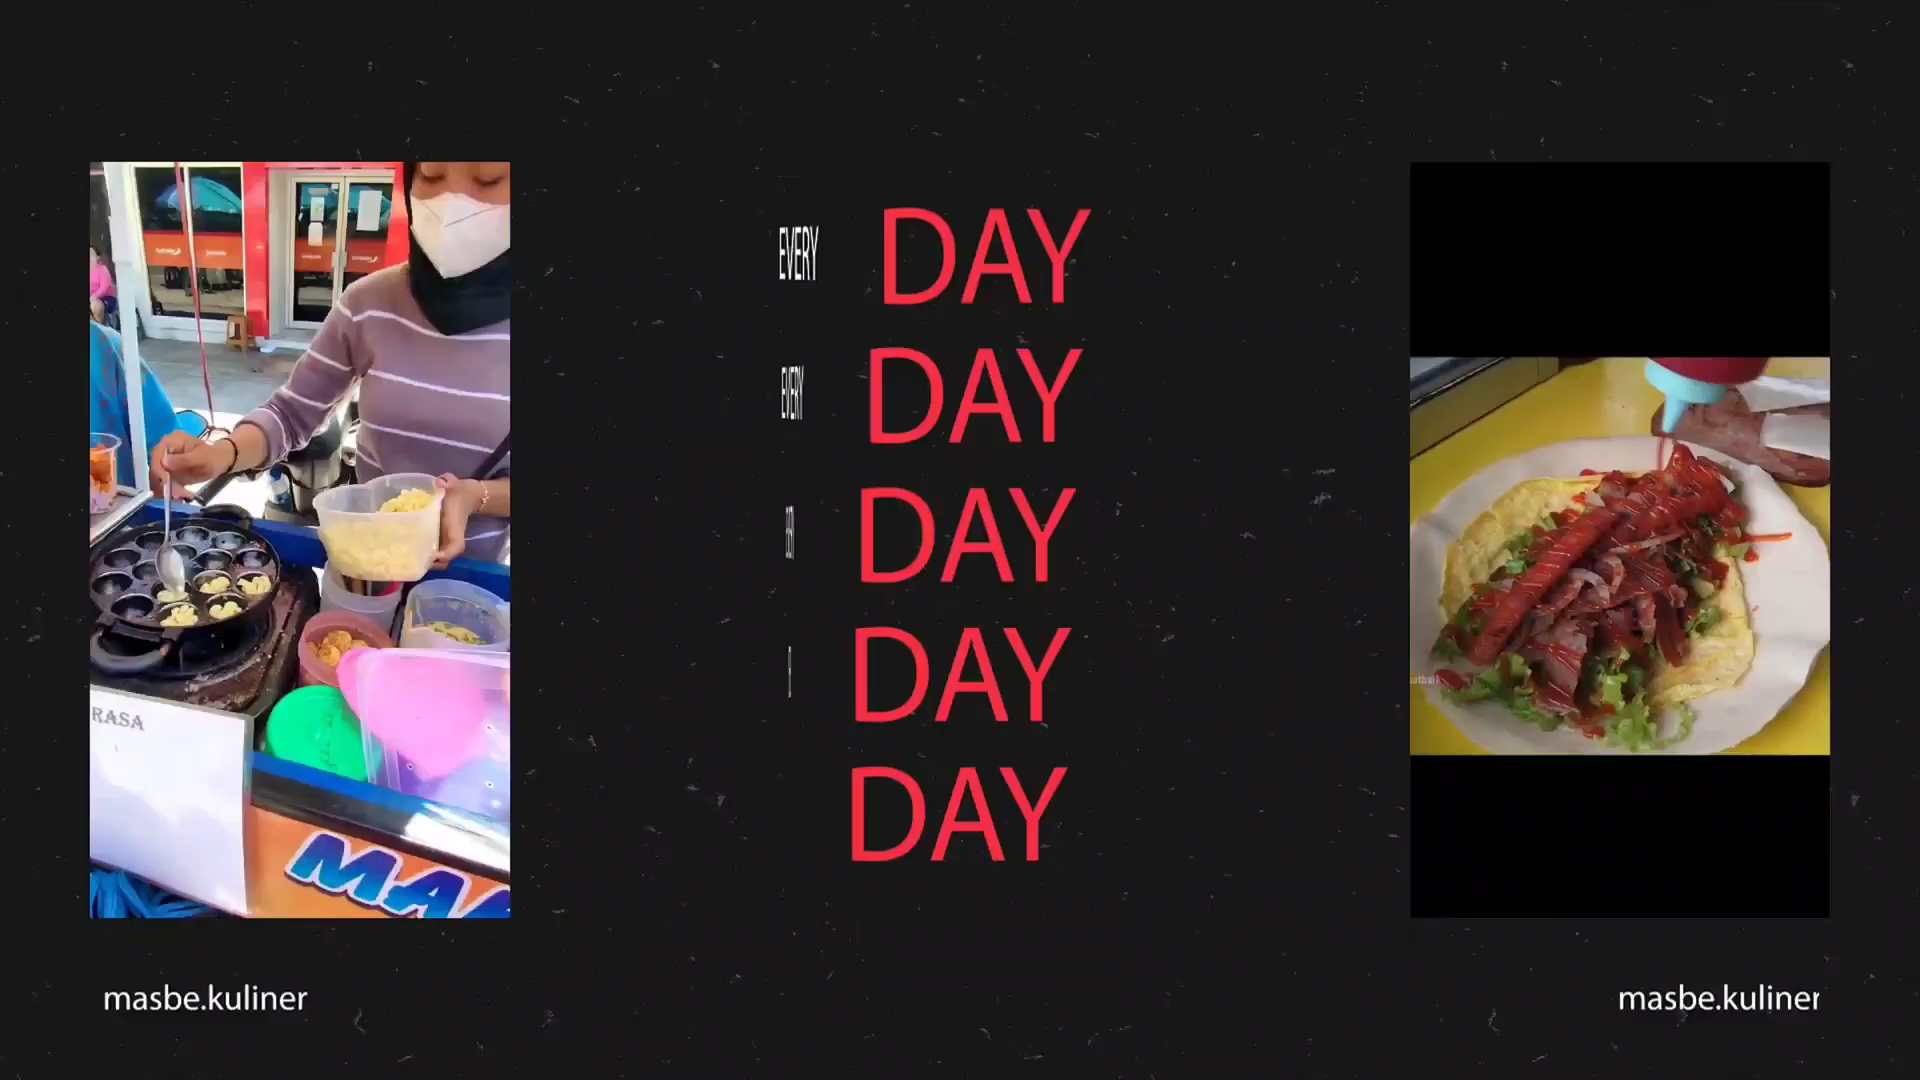 EVERY DAY
EVERY DAY
DAY
DAY
DAY
RASA
masbe.kuliner
masbe.kuliner